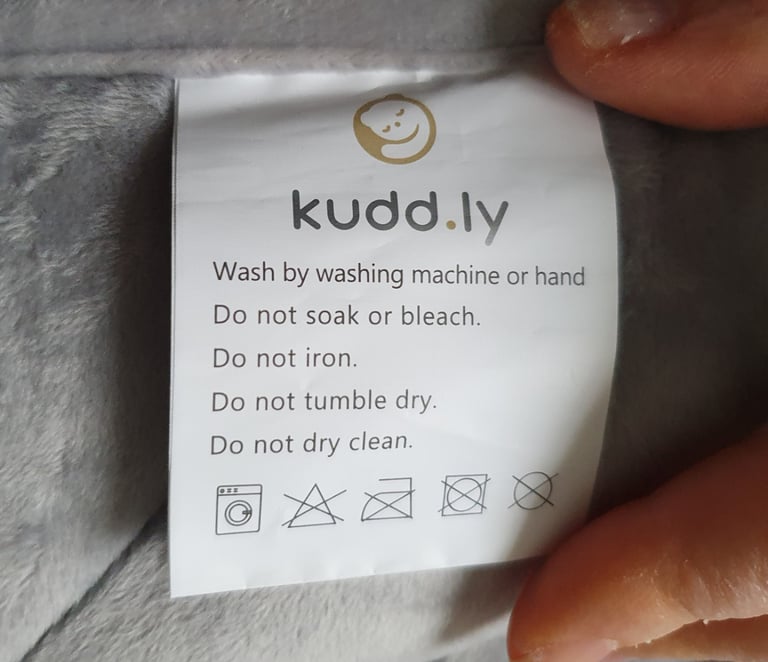 kudd.ly
Wash by washing machine or hand
Do not soak or bleach.
Do not iron.
Do not tumble dry.
Do not dry clean.